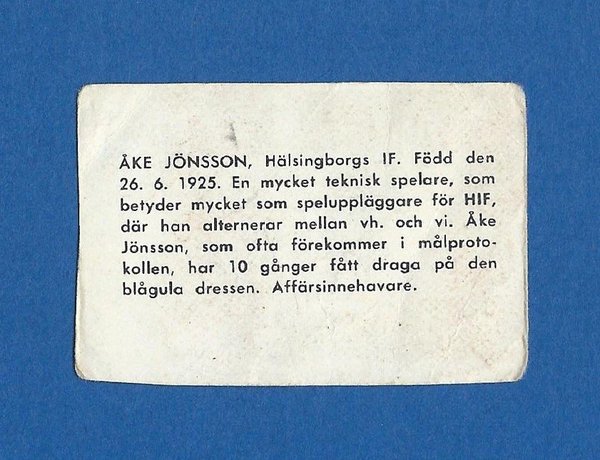 ÅKE JÖNSSON, Hälsingborgs IF. Född den
26. 6. 1925. En mycket teknisk spelare, som
betyder mycket som speluppläggare för HIF,
där han alternerar mellan vh. och vi. Åke
Jönsson, som ofta förekommer i målproto-
kollen, har 10 gånger fått draga på den
blågula dressen. Affärsinnehavare.